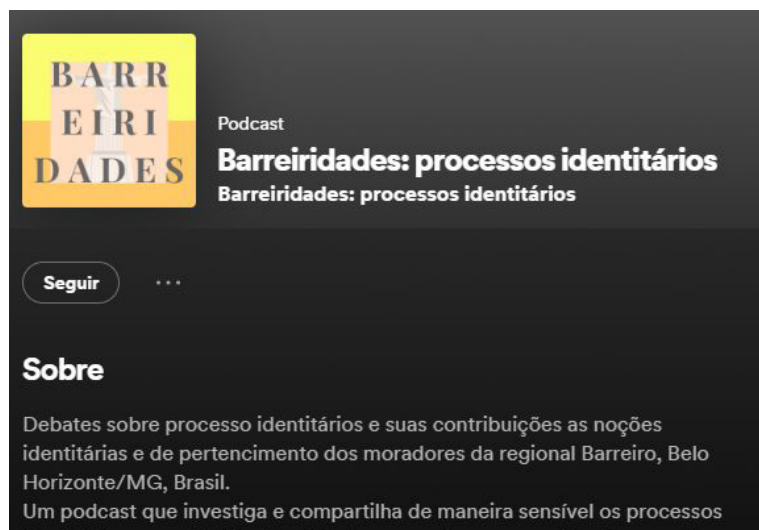 BARR
EIRI
DADES
Podcast
Barreiridades: processos identitários
Barreiridades: processos identitários
Seguir
Sobre
Debates sobre processo identitários e suas contribuições as noções
identitárias e de pertencimento dos moradores da regional Barreiro, Belo
Horizonte/MG, Brasil.
Um podcast que investiga e compartilha de maneira sensível os processos